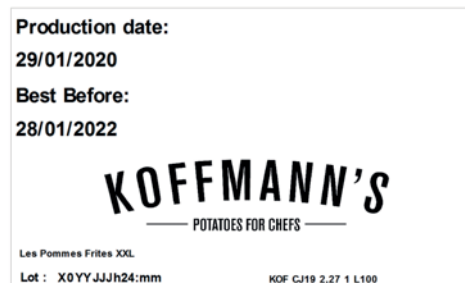 Production date:
29/01/2020
Best Before:
28/01/2022
KOFFMANN'S
POTATOES FOR CHEFS
Les Pommes Frites XXL
Lot : X0YYJJJh24:mm KOF CJ19 2.27 1 L100